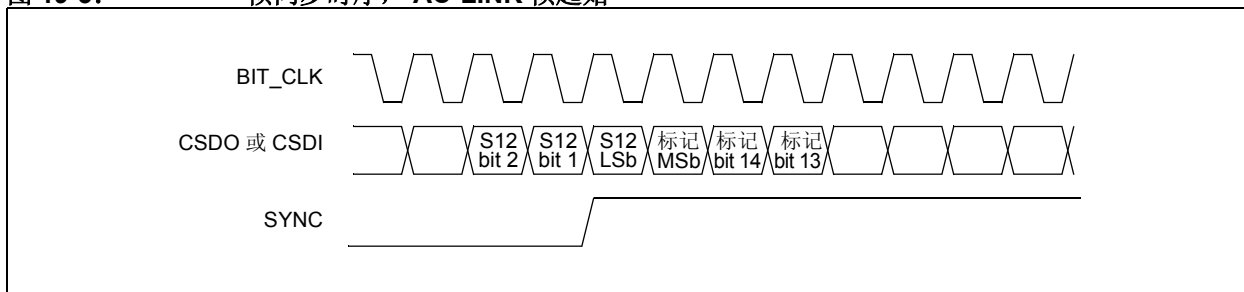 BIT_CLK
CSDO 或 CSDI
S12 bit 2
S12 bit 1
S12 LSb
标记 MSb
标记 bit 14
标记 bit 13
SYNC